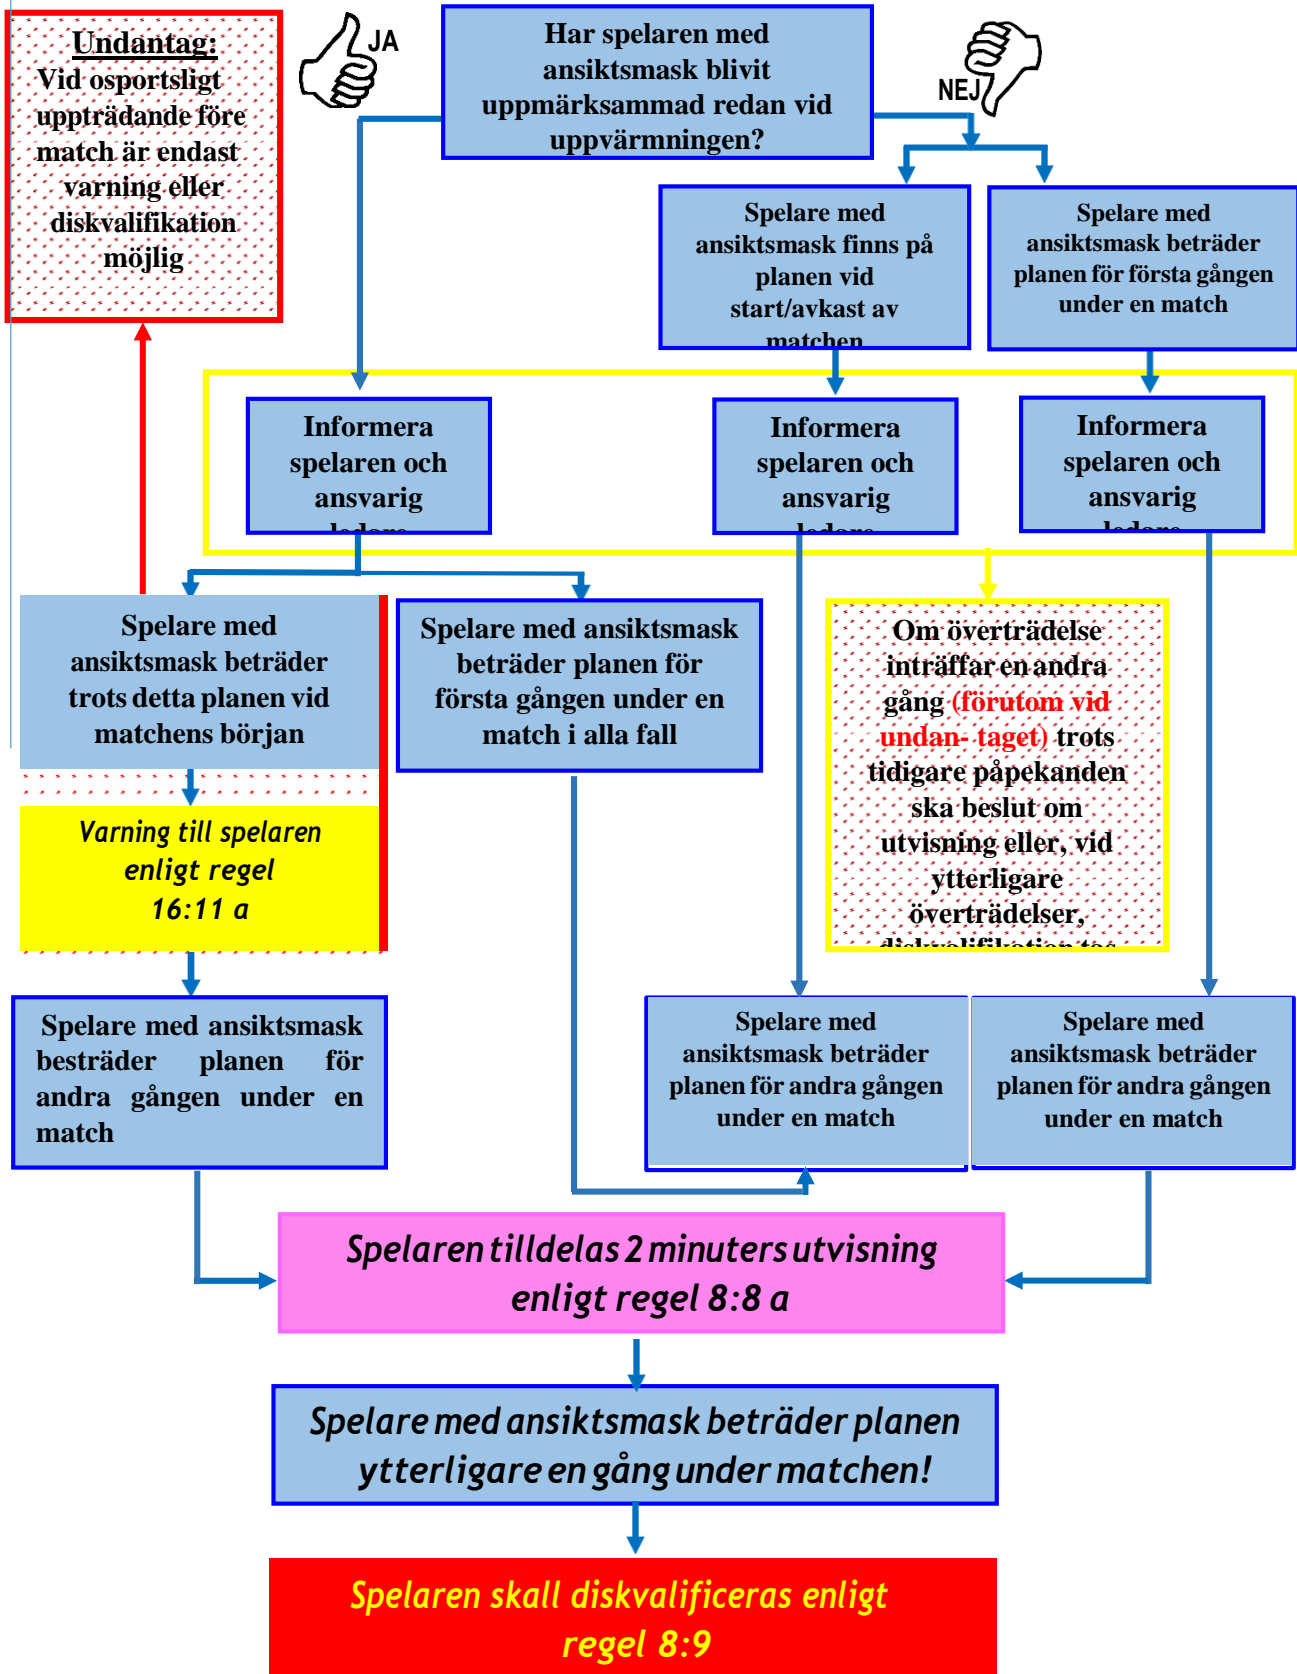 Undantag:
Vid osportsligt
uppträdande före
match är endast
varning eller
diskvalifikation
möjlig
JA
Har spelaren med
ansiktsmask blivit
uppmärksammad redan vid
uppvärmningen?
NEJ
Spelare med
ansiktsmask finns på
planen vid
start/avkast av
matchen
Spelare med
ansiktsmask beträder
planen för första gången
under en match
Informera
spelaren och
ansvarig
ledare
Informera
spelaren och
ansvarig
ledare
Informera
spelaren och
ansvarig
ledare
Spelare med
ansiktsmask beträder
trots detta planen vid
matchens början
Spelare med ansiktsmask
beträder planen för
första gången under en
match i alla fall
Om överträdelse
inträffar en andra
gång (förutom vid
undan- taget) trots
tidigare påpekanden
ska beslut om
utvisning eller, vid
ytterligare
överträdelser,
diskvalifikation tas
Varning till spelaren
enligt regel
16:11 a
Spelare med ansiktsmask
besträder planen för
andra gången under en
match
Spelare med
ansiktsmask beträder
planen för andra gången
under en match
Spelare med
ansiktsmask beträder
planen för andra gången
under en match
Spelaren tilldelas 2 minuters utvisning
enligt regel 8:8 a
Spelare med ansiktsmask beträder planen
ytterligare en gång under matchen!
Spelaren skall diskvalificeras enligt
regel 8:9